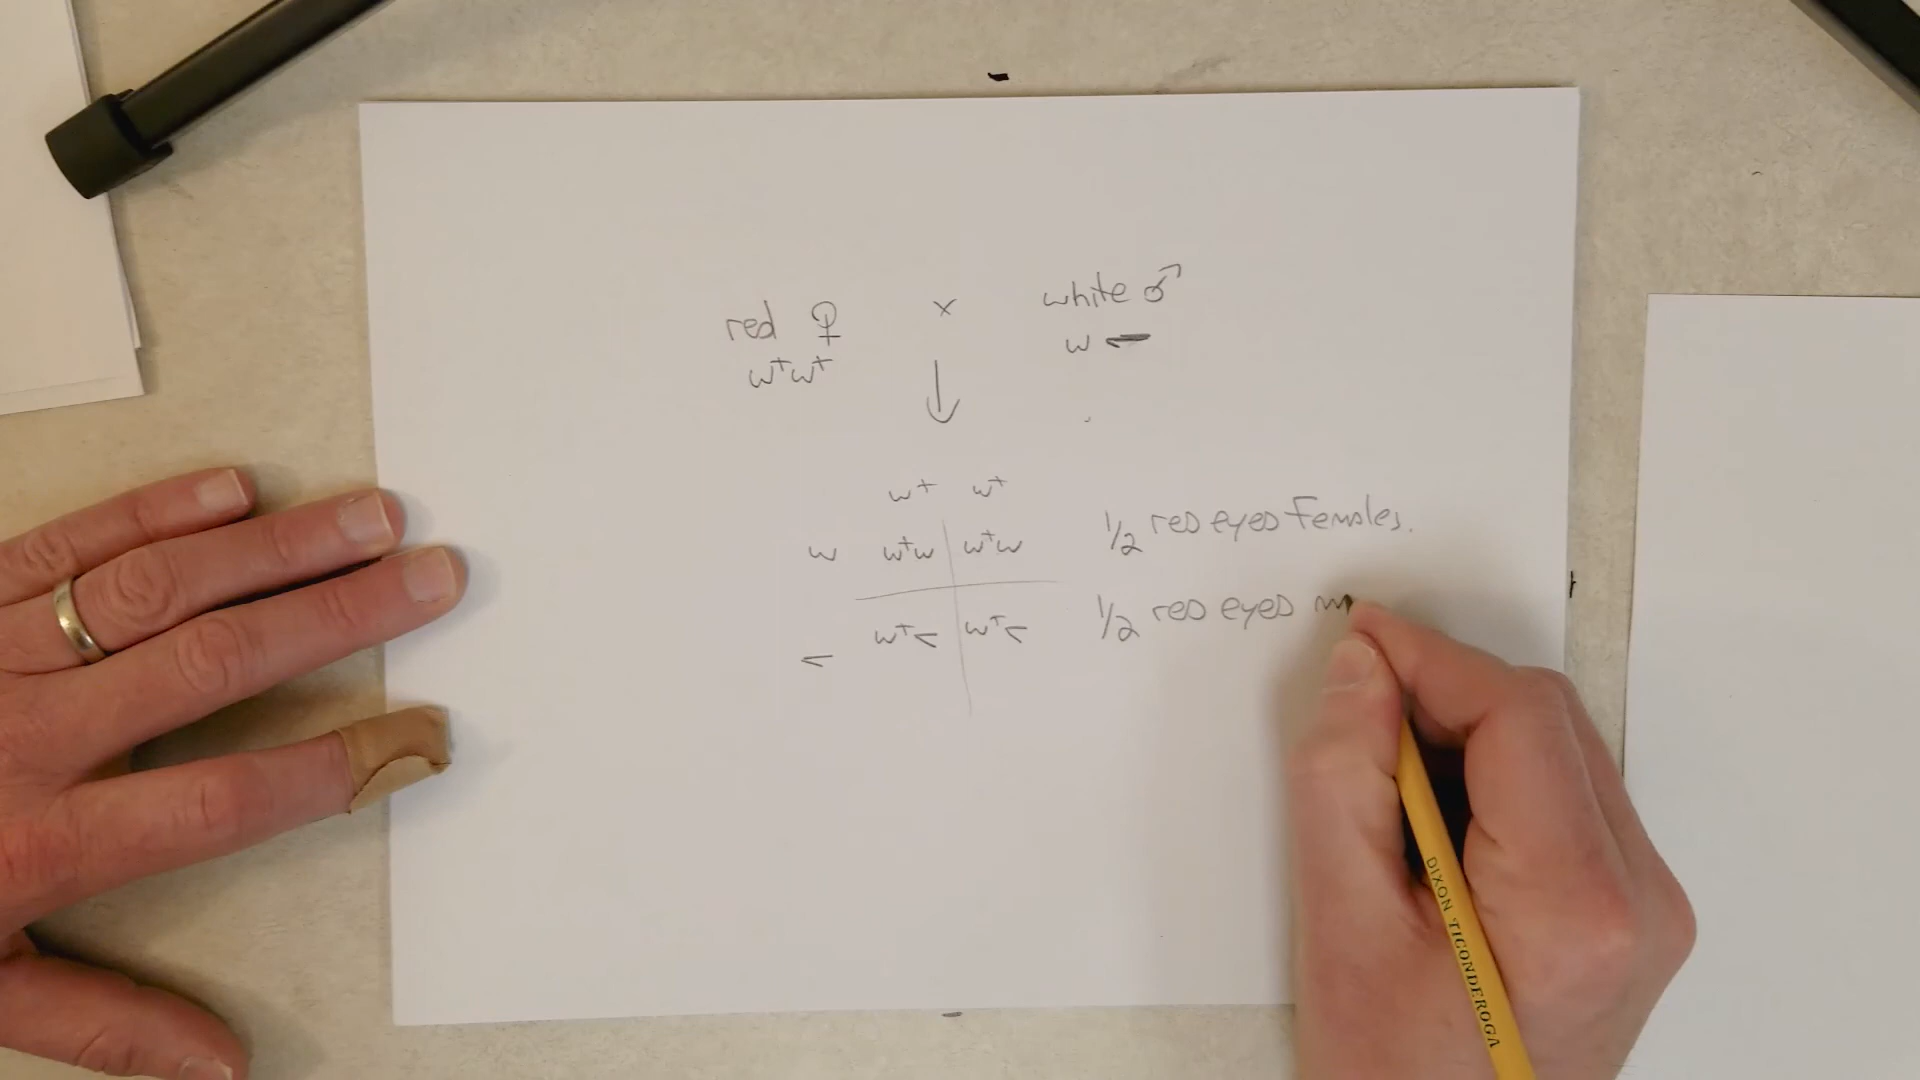 red ♀ × white ♂
w⁺w⁺ w ⇁
↓
w⁺ w⁺
w w⁺w w⁺w 1/2 red eyes Females.
⇁ w⁺⇁ w⁺⇁ 1/2 red eyes m
DIXON TICONDEROGA